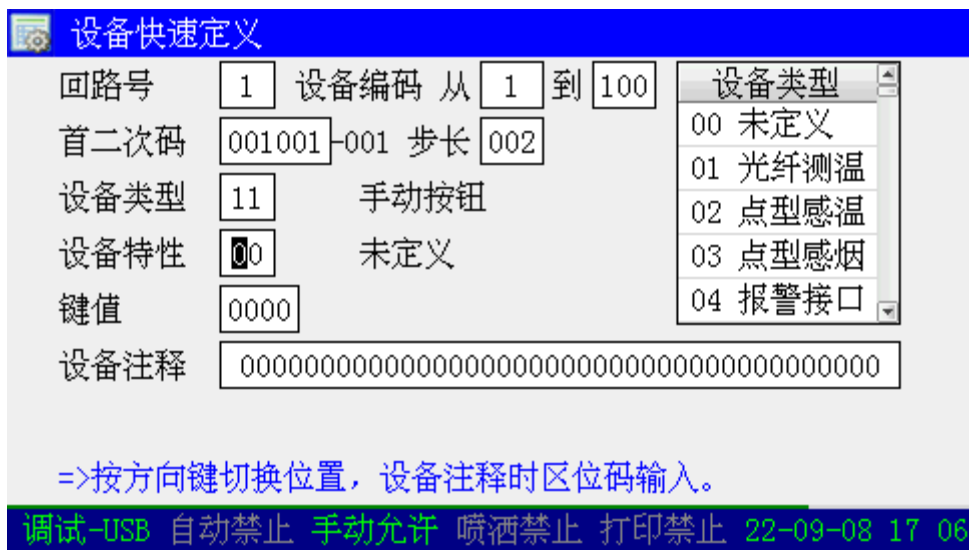 设备快速定义
回路号 1 设备编码 从 1 到 100
首二次码 001001-001 步长 002
设备类型 11 手动按钮
设备特性 00 未定义
键值 0000
设备注释 0000000000000000000000000000000000000000
设备类型
00 未定义
01 光纤测温
02 点型感温
03 点型感烟
04 报警接口
=>按方向键切换位置，设备注释时区位码输入。
调试-USB 自动禁止 手动允许 喷洒禁止 打印禁止 22-09-08 17 06